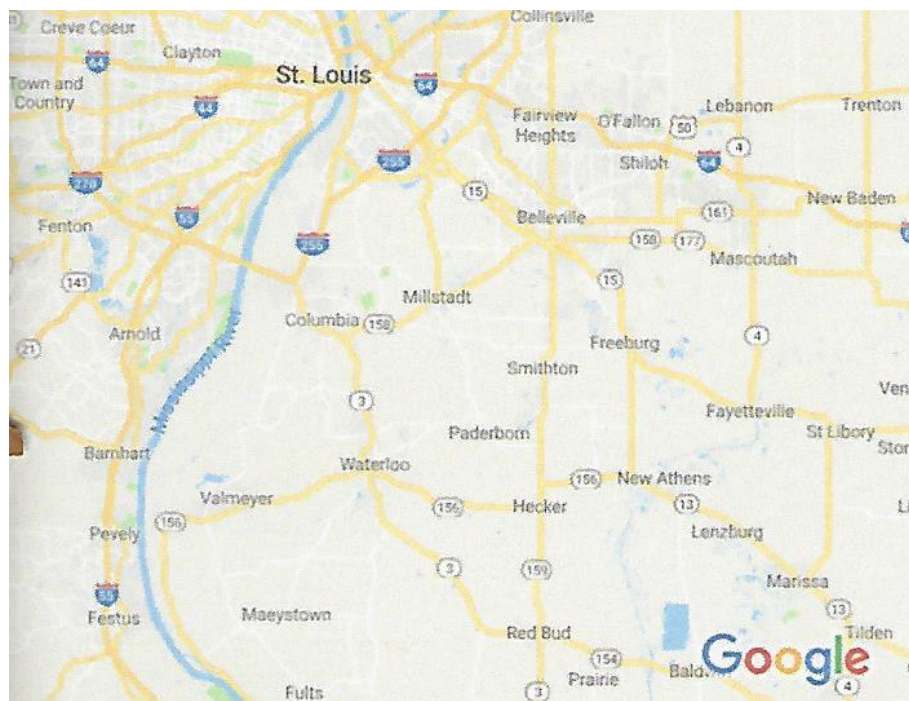 Collinsville
Creve Coeur
Clayton
64
St. Louis
64
Town and
Country
44
Lebanon
Trenton
Fairview
Heights
O'Fallon
50
4
255
Shiloh
64
270
15
New Baden
55
Belleville
161
Fenton
255
158
177
Mascoutah
143
15
Millstadt
Columbia
158
Arnold
4
21
Freeburg
Smithton
3
Fayetteville
Paderborn
St Libory
Barnhart
Waterloo
156
New Athens
Valmeyer
156
Hecker
13
156
Pevely
Lenzburg
3
159
Marissa
55
13
Festus
Maeystown
Red Bud
Tilden
154
Google
Prairie
4
Fults
3